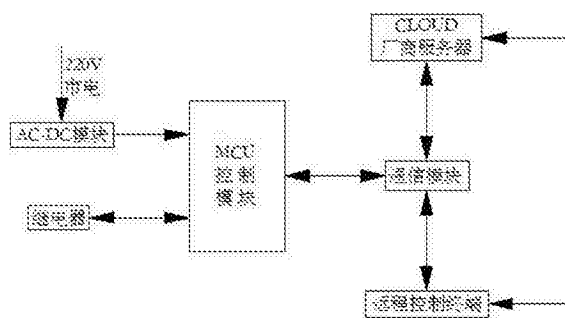 CLOUD
厂商服务器
220V
市电
AC-DC模块
MCU
控制
模块
通信模块
继电器
远程控制终端